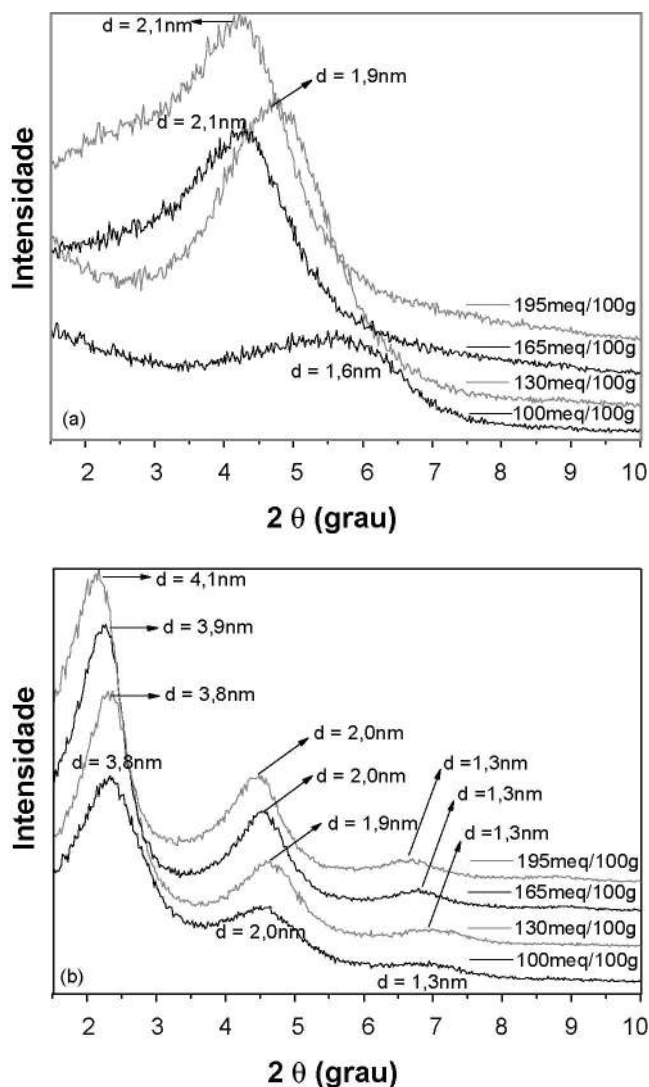 d = 2,1nm
d = 1,9nm
d = 2,1nm
Intensidade
195meq/100g
165meq/100g
130meq/100g
100meq/100g
d = 1,6nm
(a)
2 3 4 5 6 7 8 9 10
2 θ (grau)
d = 4,1nm
d = 3,9nm
d = 3,8nm
d = 3,8nm
d = 2,0nm
d = 2,0nm
d = 1,9nm
d =1,3nm
d =1,3nm
d =1,3nm
Intensidade
195meq/100g
165meq/100g
130meq/100g
100meq/100g
d = 2,0nm
d =1,3nm
(b)
2 3 4 5 6 7 8 9 10
2 θ (grau)